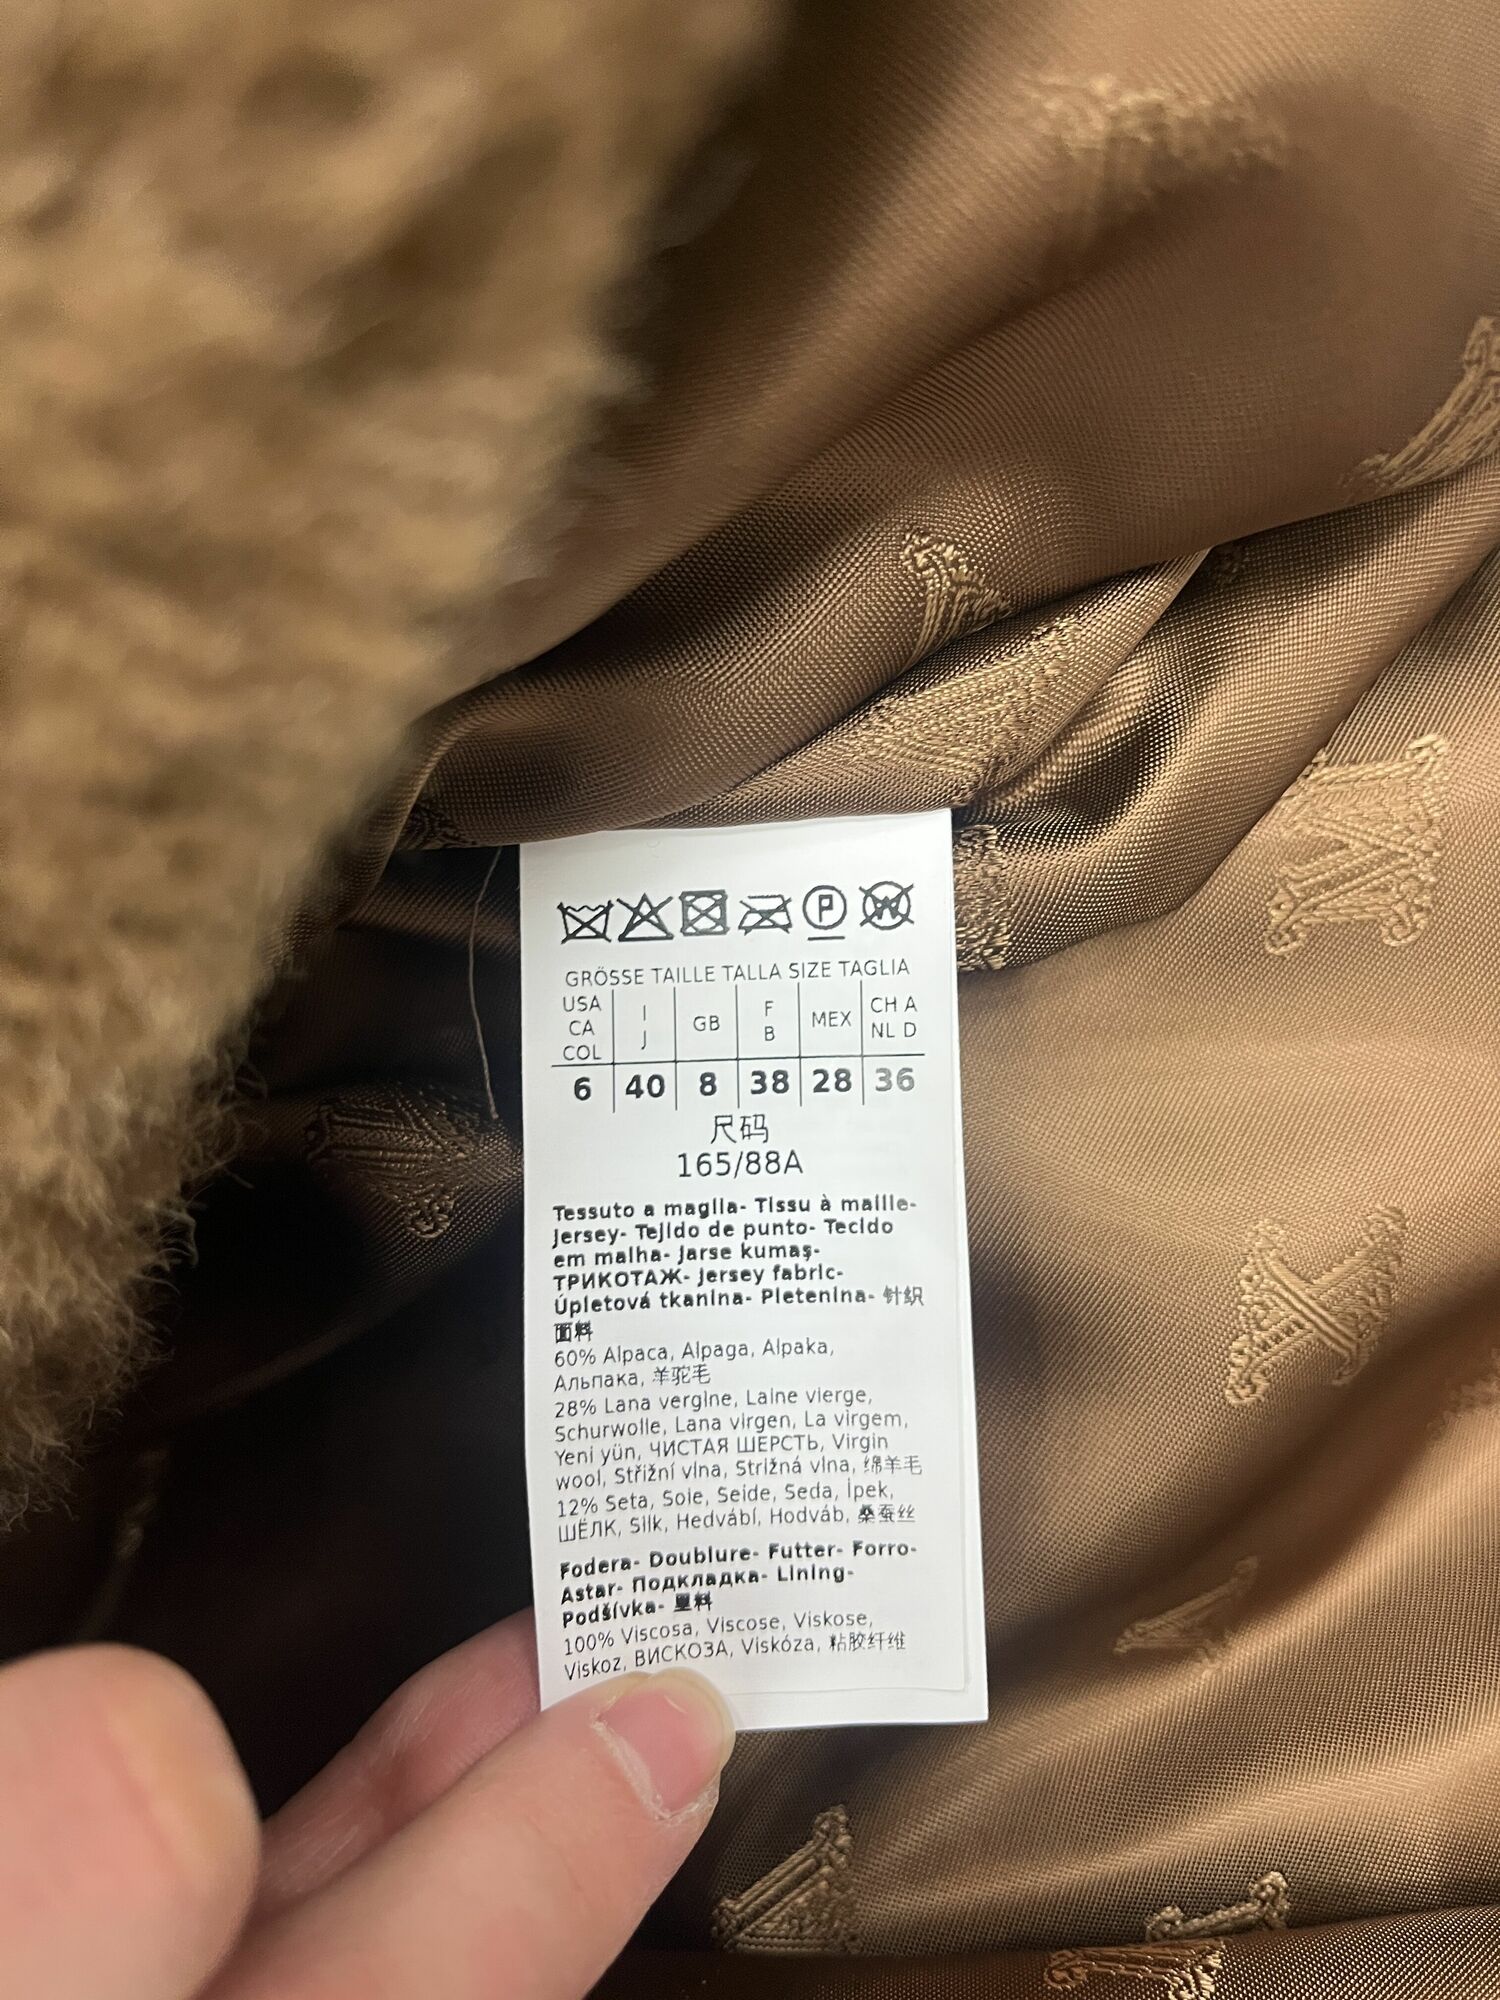 P W
GRÖSSE TAILLE TALLA SIZE TAGLIA
USA CA COL I J GB F B MEX CH A NL D
6 40 8 38 28 36
尺码
165/88A
Tessuto a maglia- Tissu à maille-
Jersey- Tejido de punto- Tecido
em malha- Jarse kumaş-
ТРИКОТАЖ- Jersey fabric-
Úpletová tkanina- Pletenina- 针织
面料
60% Alpaca, Alpaga, Alpaka,
Альпака, 羊驼毛
28% Lana vergine, Laine vierge,
Schurwolle, Lana virgen, La virgem,
Yeni yün, ЧИСТАЯ ШЕРСТЬ, Virgin
wool, Střižní vlna, Strižná vlna, 绵羊毛
12% Seta, Soie, Seide, Seda, İpek,
ШЁЛК, Silk, Hedvábí, Hodváb, 桑蚕丝
Fodera- Doublure- Futter- Forro-
Astar- Подкладка- Lining-
Podšívka- 里料
100% Viscosa, Viscose, Viskose,
Viskoz, ВИСКОЗА, Viskóza, 粘胶纤维